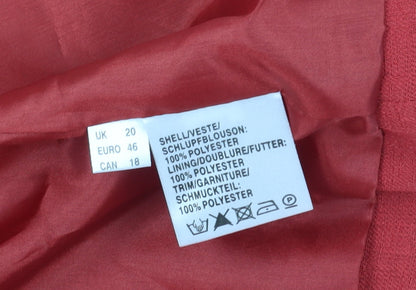 UK 20
EURO 46
CAN 18
SHELL/VESTE/
SCHLUPFBLOUSON:
100% POLYESTER
LINING/DOUBLURE/FUTTER:
100% POLYESTER
TRIM/GARNITURE/
SCHMUCKTEIL:
100% POLYESTER